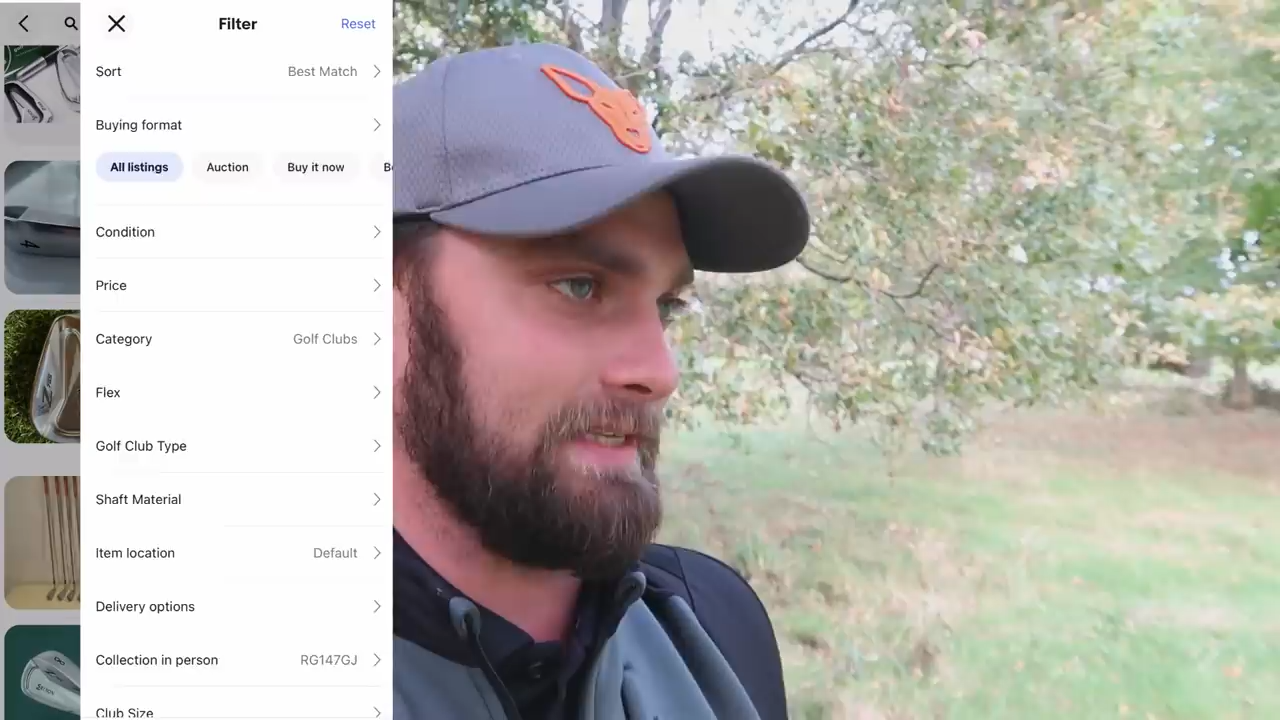 Filter
Reset
Sort
Best Match
Buying format
All listings
Auction
Buy it now
Condition
Price
Category
Golf Clubs
Flex
Golf Club Type
Shaft Material
Item location
Default
Delivery options
Collection in person
RG147GJ
Club Size